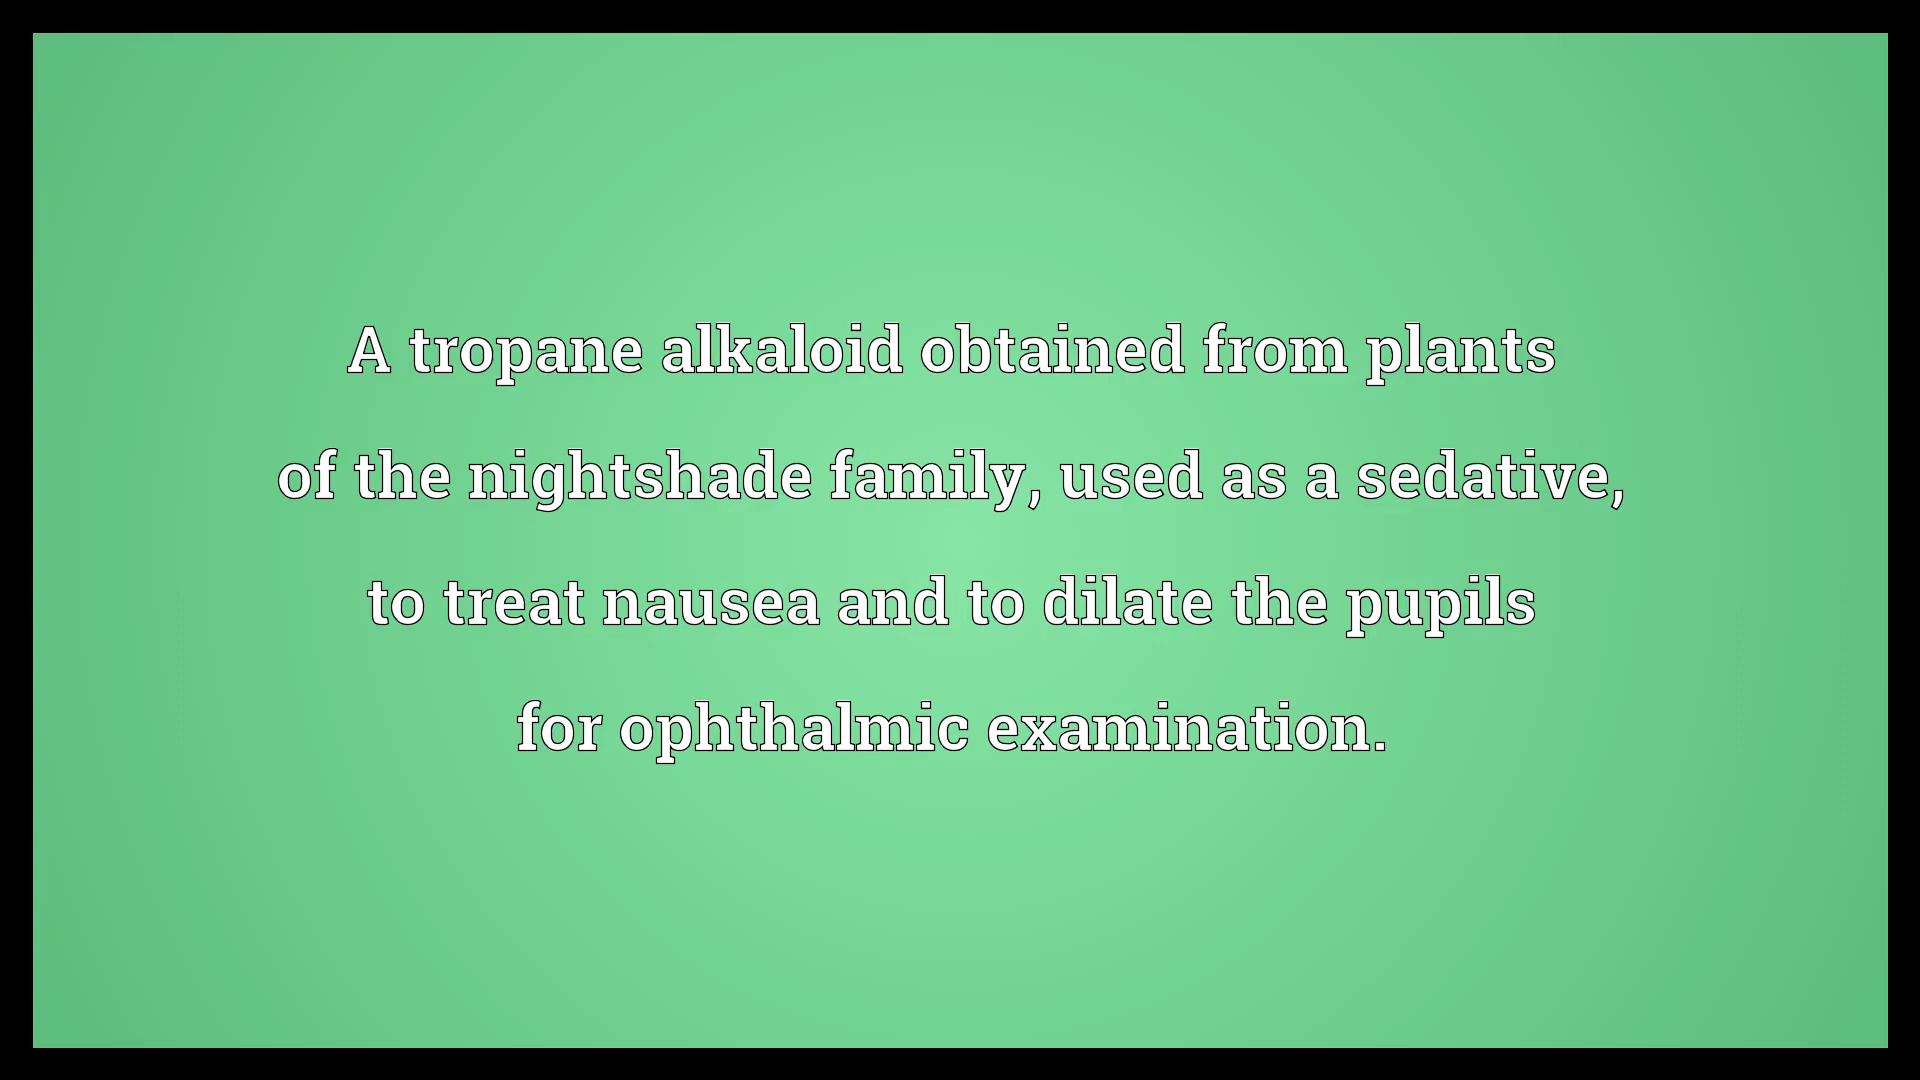 A tropane alkaloid obtained from plants
of the nightshade family, used as a sedative,
to treat nausea and to dilate the pupils
for ophthalmic examination.